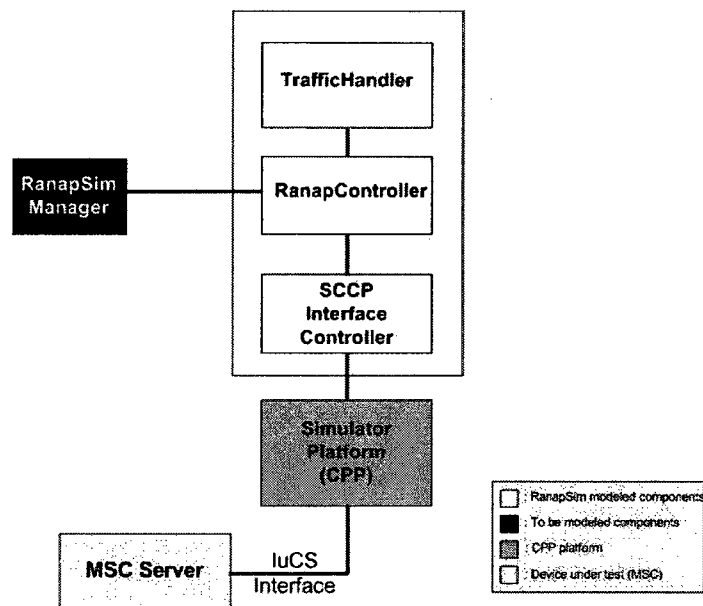 TrafficHandler
RanapSim
Manager
RanapController
SCCP
Interface
Controller
Simulator
Platform
(CPP)
MSC Server
IuCS
Interface
: RanapSim modeled components
: To be modeled components
: CPP platform
: Device under test (MSC)